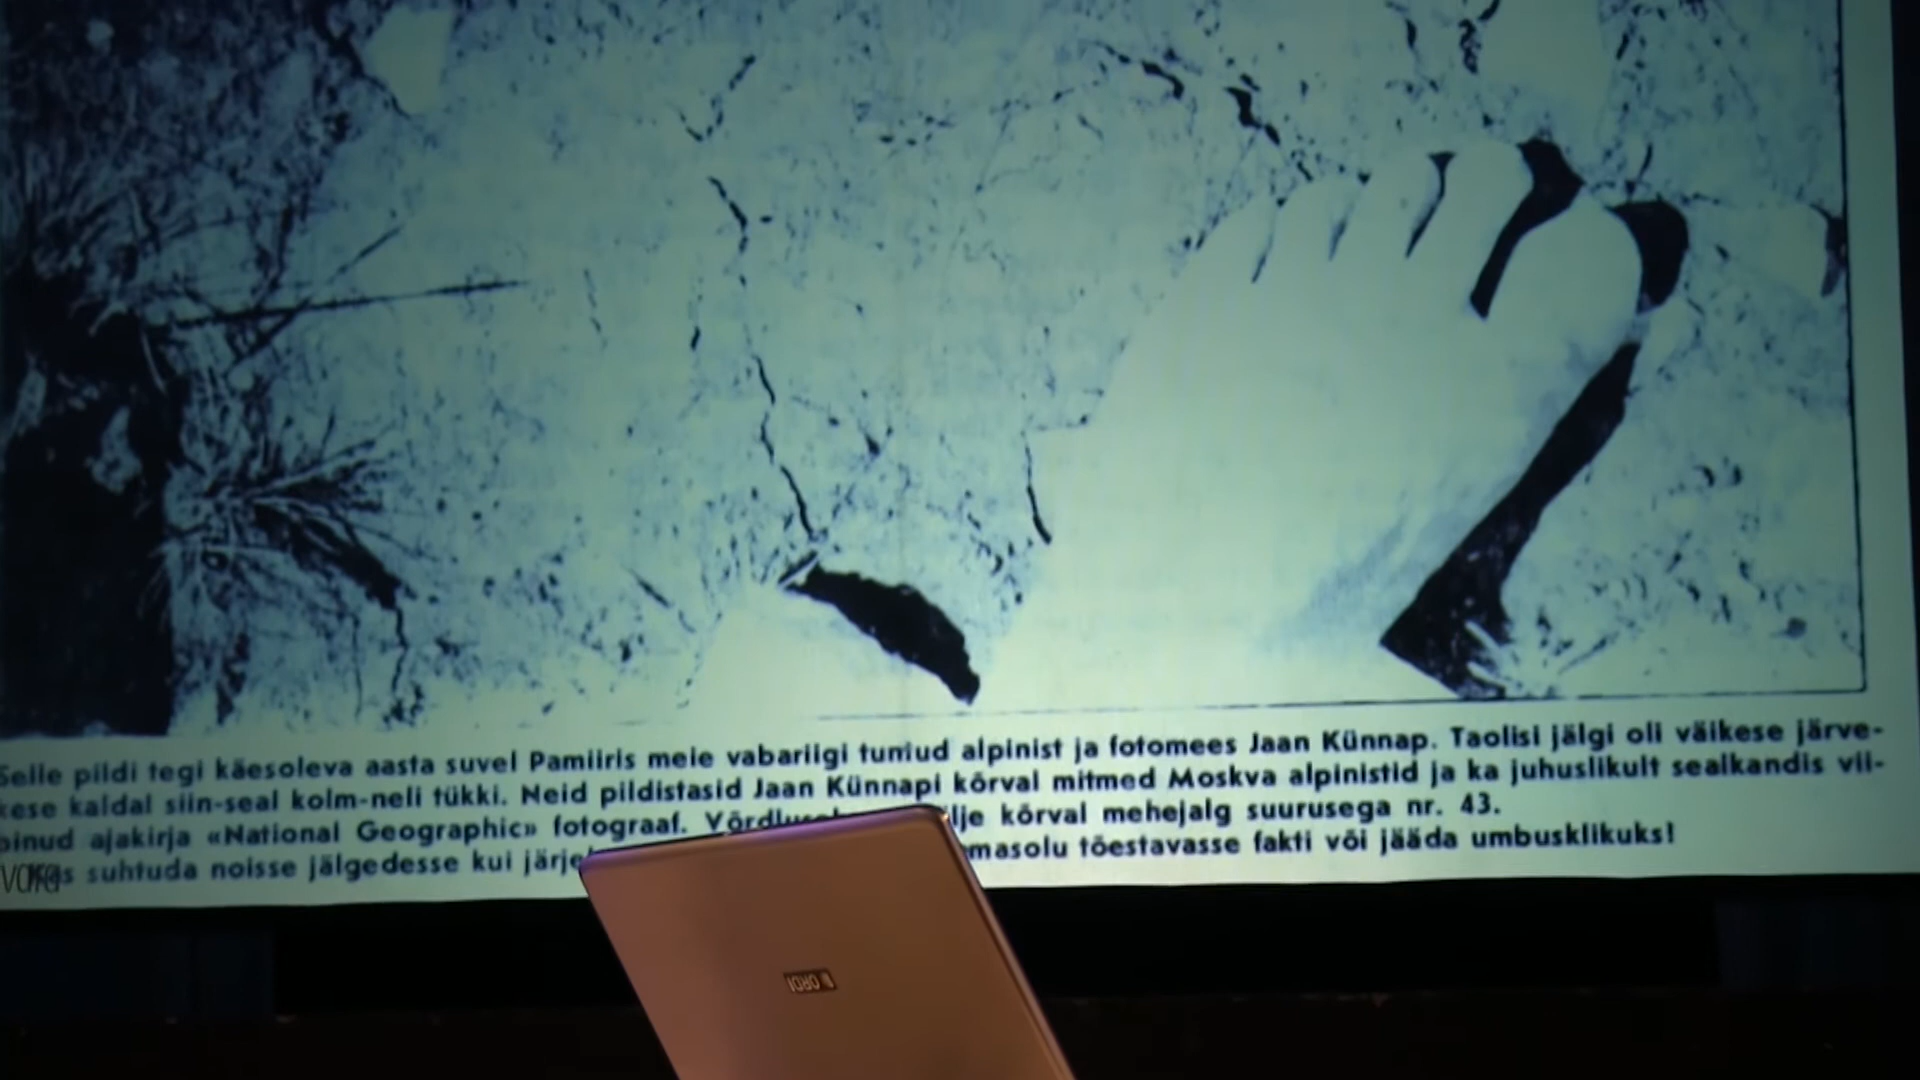 Selle pildi tegi käesoleva aasta suvel Pamiiris meie vabariigi tuntud alpinist ja fotomees Jaan Künnap. Taolisi jälgi oli väikese järve-
kese kaldal siin-seal kolm-neli tükki. Neid pildistasid Jaan Künnapi kõrval mitmed Moskva alpinistid ja ka juhuslikult sealkandis vii-
binud ajakirja «National Geographic» fotograaf. kõrval mehejalg suurusega nr. 43.
suhtuda noisse jälgedesse kui tõestavasse fakti või jääda umbusklikuks!
ORDI